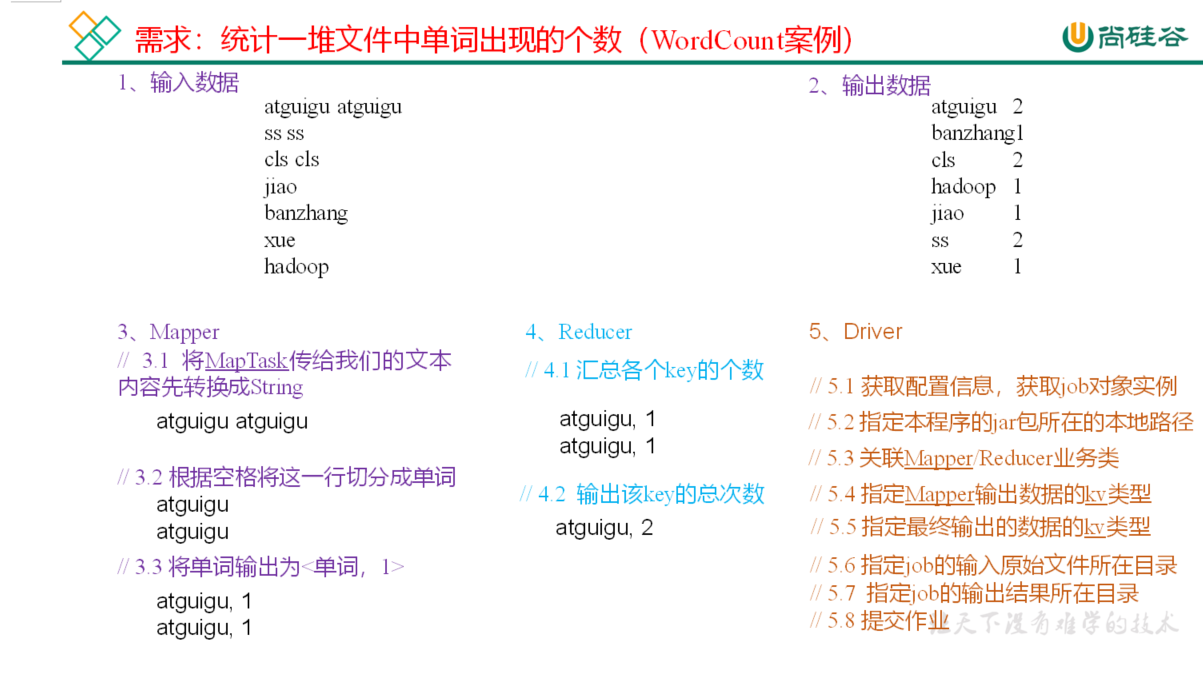 需求：统计一堆文件中单词出现的个数（WordCount案例）
尚硅谷
1、输入数据
atguigu atguigu
ss ss
cls cls
jiao
banzhang
xue
hadoop
2、输出数据
atguigu 2
banzhang1
cls 2
hadoop 1
jiao 1
ss 2
xue 1
3、Mapper
// 3.1 将MapTask传给我们的文本
内容先转换成String
atguigu atguigu
// 3.2 根据空格将这一行切分成单词
atguigu
atguigu
// 3.3 将单词输出为<单词，1>
atguigu, 1
atguigu, 1
4、Reducer
// 4.1 汇总各个key的个数
atguigu, 1
atguigu, 1
// 4.2 输出该key的总次数
atguigu, 2
5、Driver
// 5.1 获取配置信息，获取job对象实例
// 5.2 指定本程序的jar包所在的本地路径
// 5.3 关联Mapper/Reducer业务类
// 5.4 指定Mapper输出数据的kv类型
// 5.5 指定最终输出的数据的kv类型
// 5.6 指定job的输入原始文件所在目录
// 5.7 指定job的输出结果所在目录
// 5.8 提交作业
天下没有难学的技术